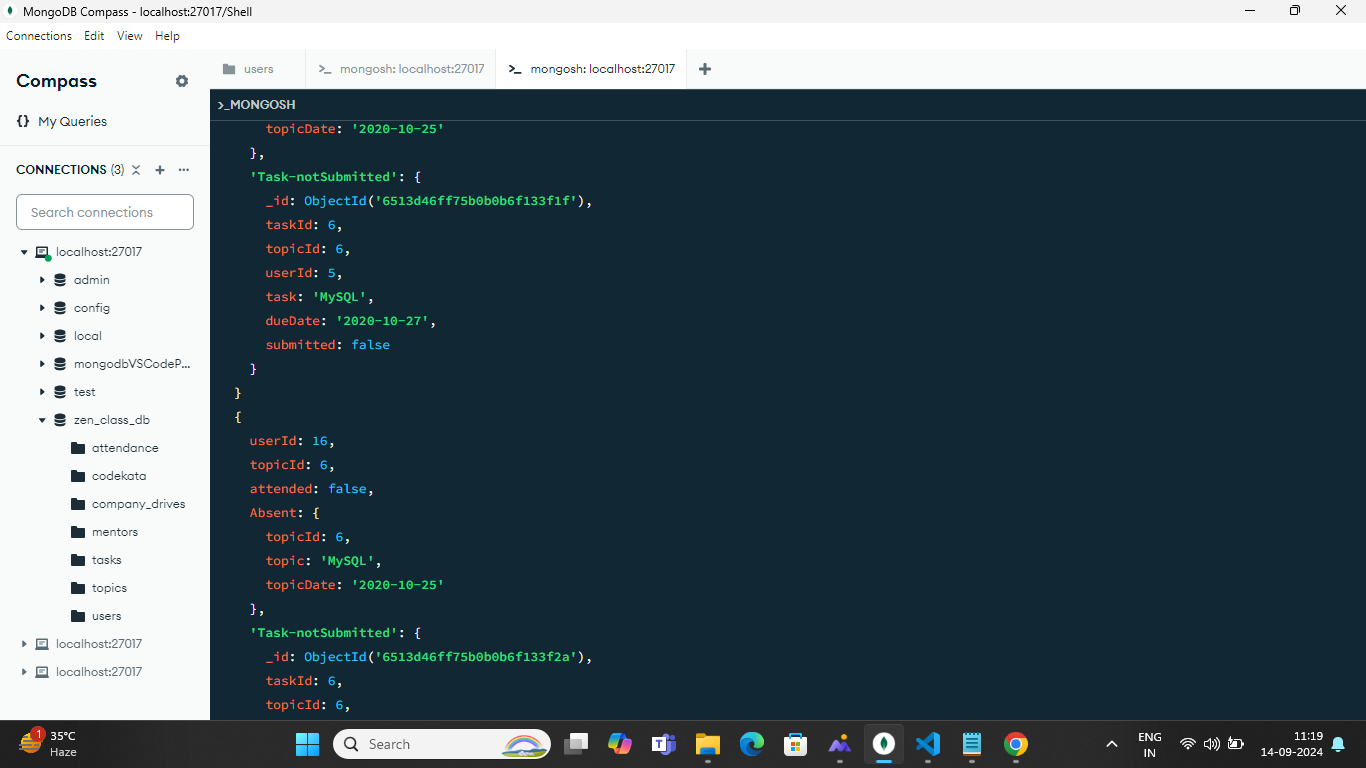 MongoDB Compass - localhost:27017/Shell
Connections Edit View Help
Compass
My Queries
CONNECTIONS (3)
Search connections
localhost:27017
admin
config
local
mongodbVSCodeP...
test
zen_class_db
attendance
codekata
company_drives
mentors
tasks
topics
users
localhost:27017
localhost:27017
users
>_ mongosh: localhost:27017
>_ mongosh: localhost:27017
>_MONGOSH
topicDate: '2020-10-25'
},
'Task-notSubmitted': {
_id: ObjectId('6513d46ff75b0b0b6f133f1f'),
taskId: 6,
topicId: 6,
userId: 5,
task: 'MySQL',
dueDate: '2020-10-27',
submitted: false
}
}
{
userId: 16,
topicId: 6,
attended: false,
Absent: {
topicId: 6,
topic: 'MySQL',
topicDate: '2020-10-25'
},
'Task-notSubmitted': {
_id: ObjectId('6513d46ff75b0b0b6f133f2a'),
taskId: 6,
topicId: 6,
1
35°C
Haze
Search
ENG
IN
11:19
14-09-2024